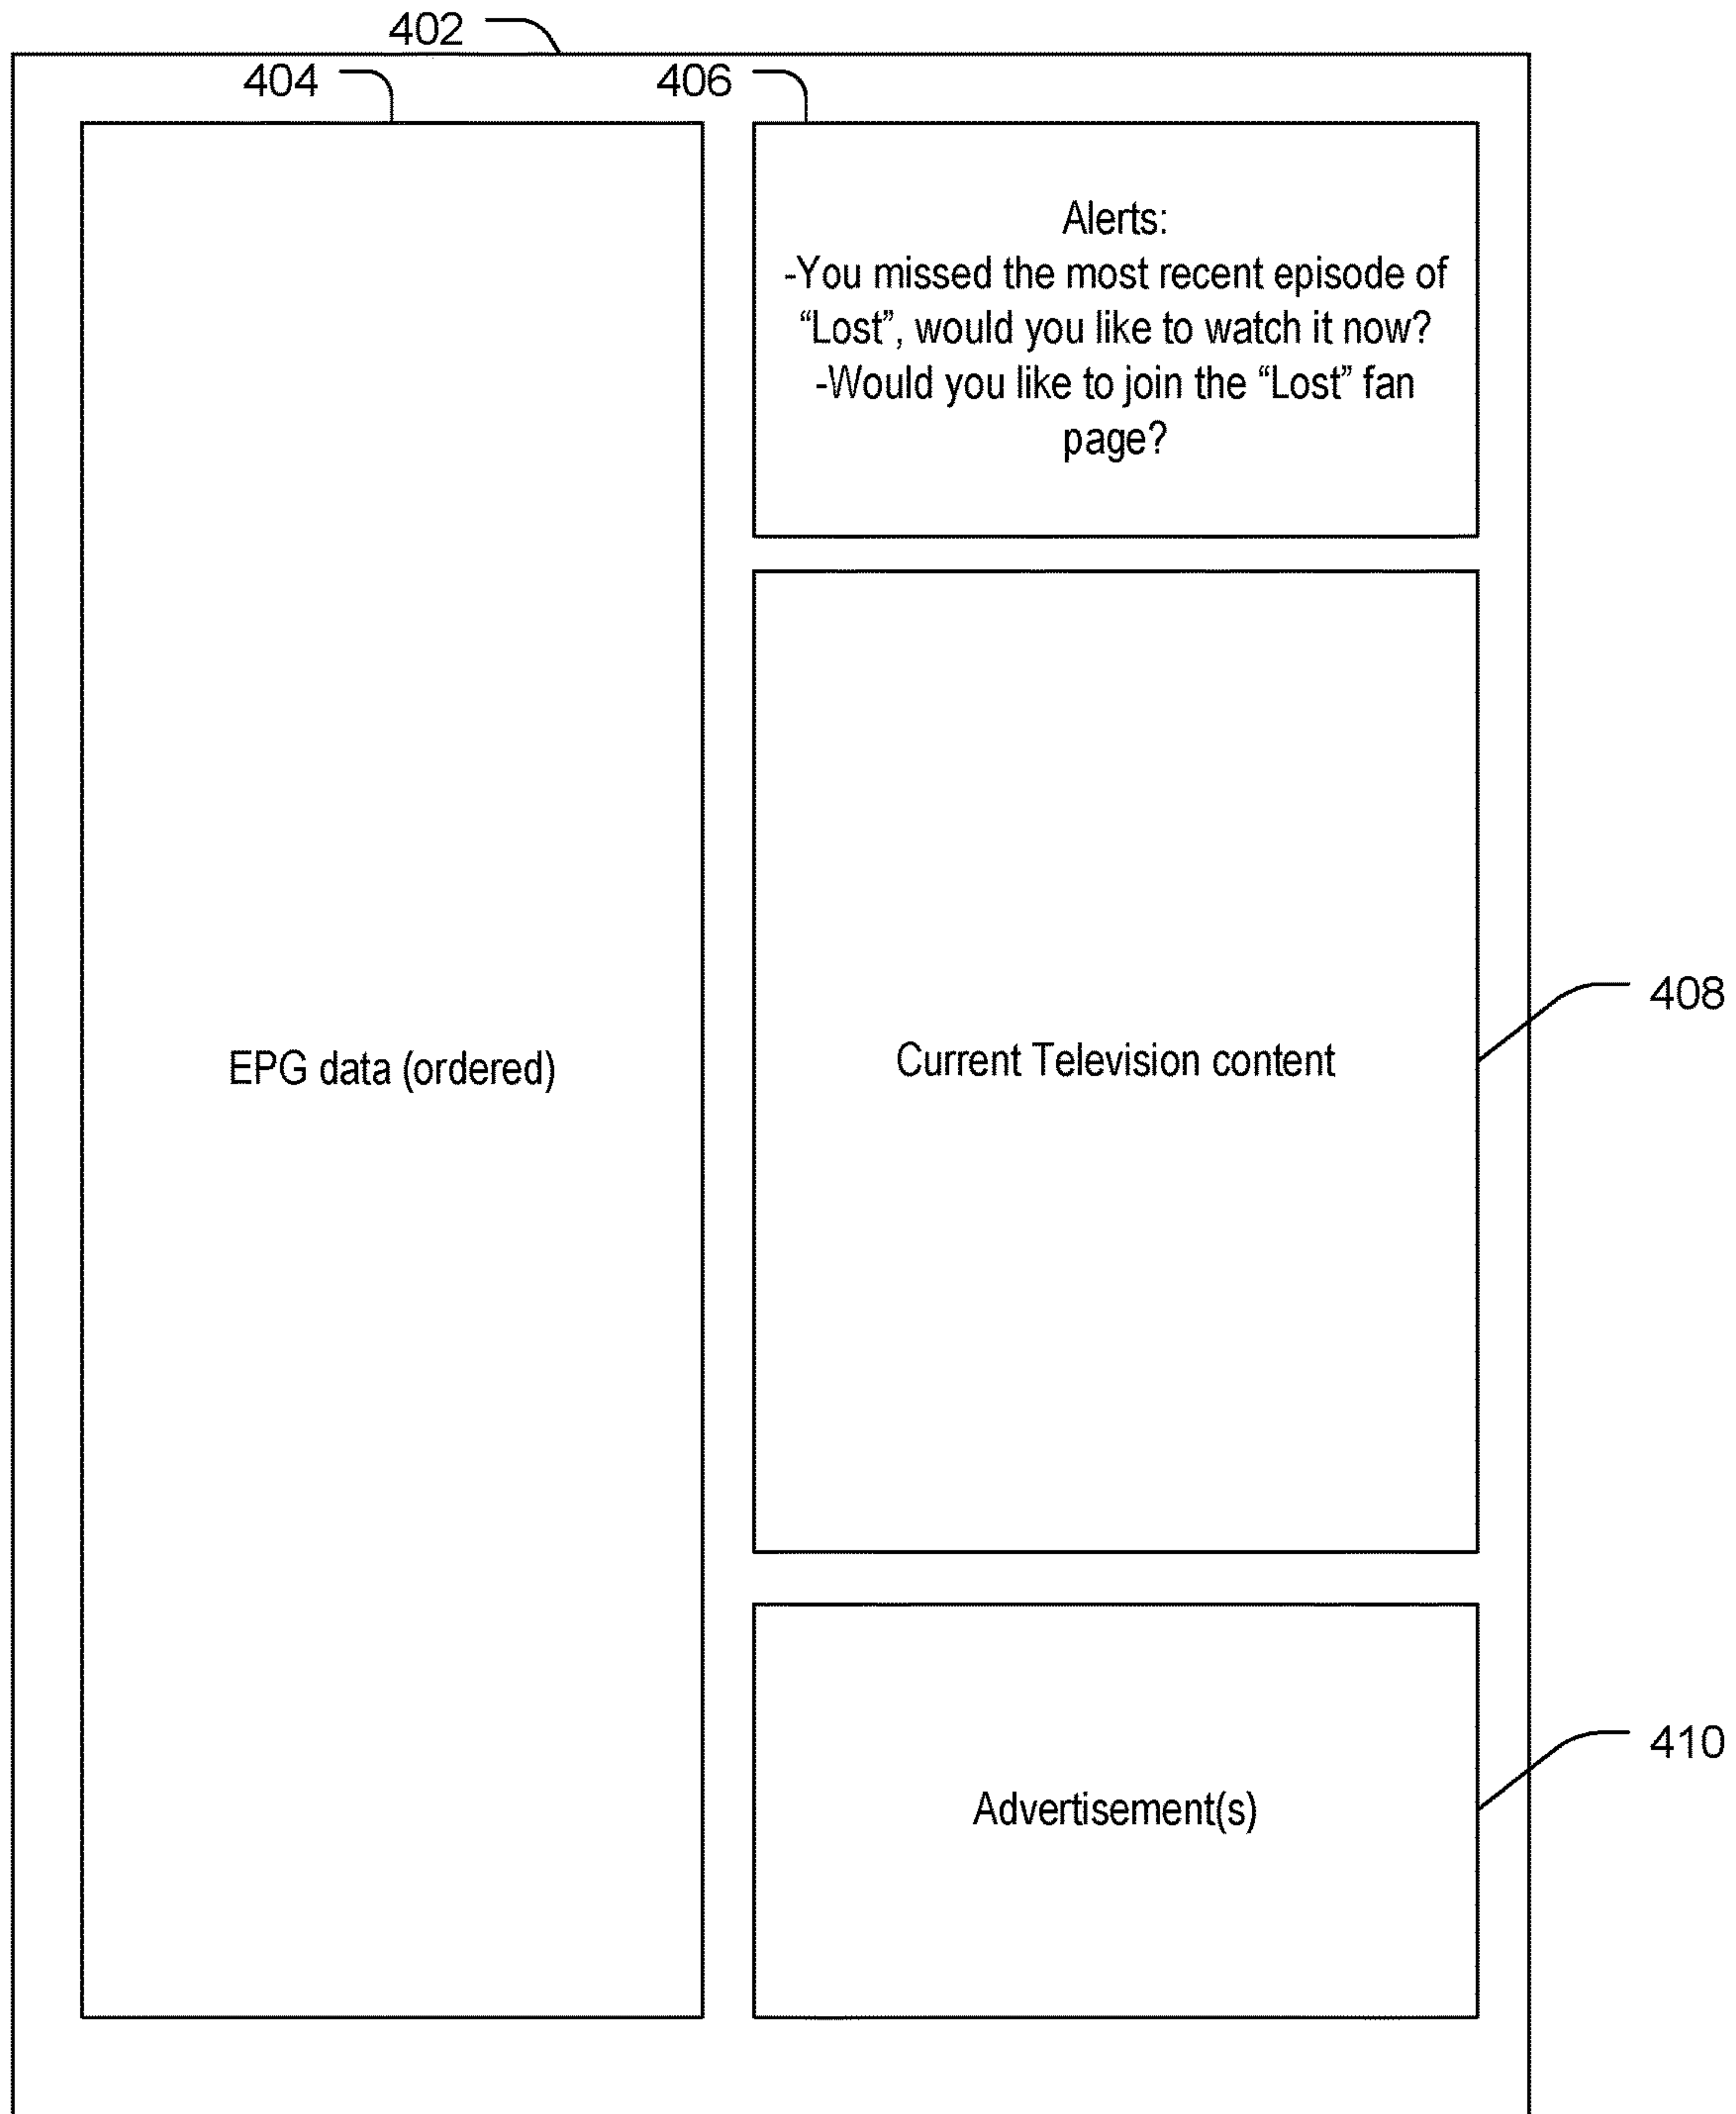 402
404
406
Alerts:
-You missed the most recent episode of
“Lost”, would you like to watch it now?
-Would you like to join the “Lost” fan
page?
EPG data (ordered)
Current Television content
408
Advertisement(s)
410